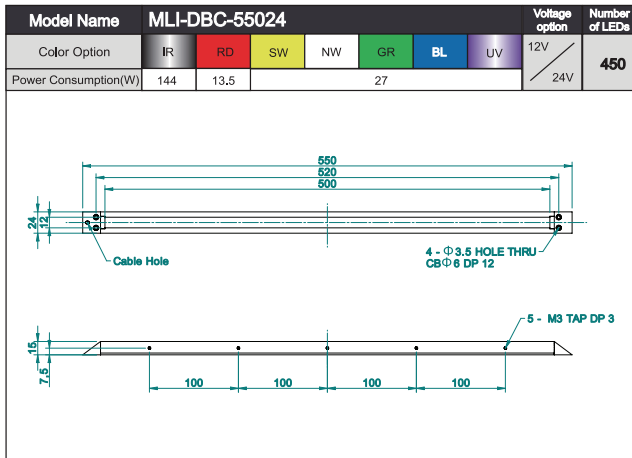 Model Name MLI-DBC-55024 Voltage option Number of LEDs
Color Option IR RD SW NW GR BL UV 12V / 24V 450
Power Consumption(W) 144 13.5 27
550
520
500
24 12
Cable Hole
4 - Φ3.5 HOLE THRU
CBΦ6 DP 12
5 - M3 TAP DP 3
15
7.5
100 100 100 100